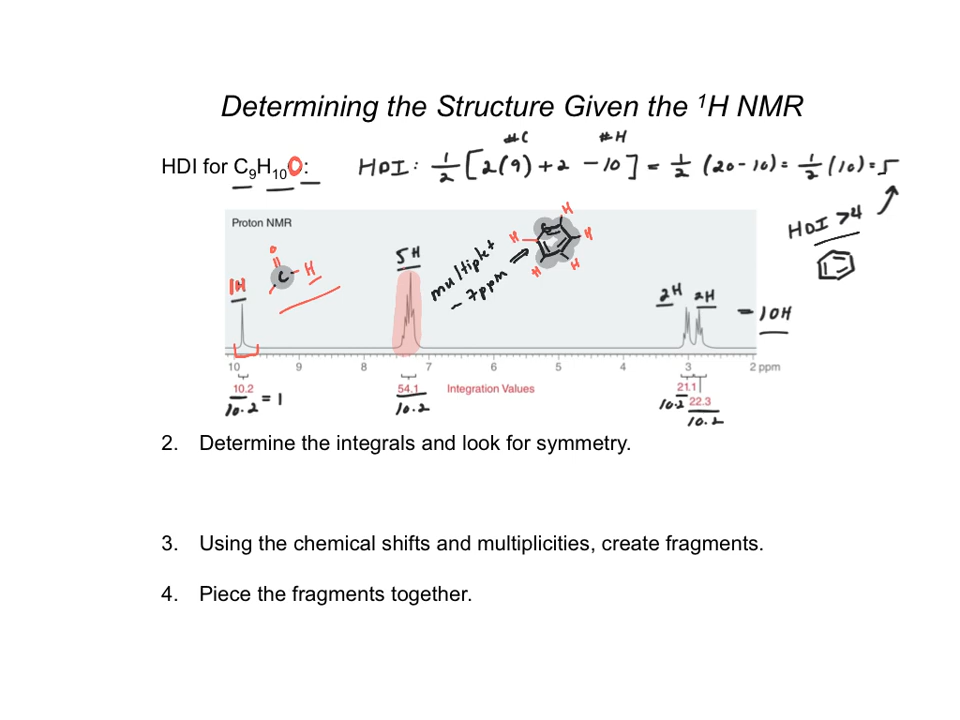 Determining the Structure Given the ¹H NMR
#C #H
HDI for C₉H₁₀O: HDI: 1/2 [2(9)+2 -10] = 1/2 (20-10) = 1/2 (10) = 5
HDI >4
Proton NMR
O
C-H
1H
5H
multiplet
~7ppm ⇒
H
H H
H H
2H 2H = 10H
10 9 8 7 6 5 4 3 2 ppm
10.2 54.1 Integration Values 21.1
10.2 = 1 10.2 10.2 22.3
10.2
2. Determine the integrals and look for symmetry.
3. Using the chemical shifts and multiplicities, create fragments.
4. Piece the fragments together.